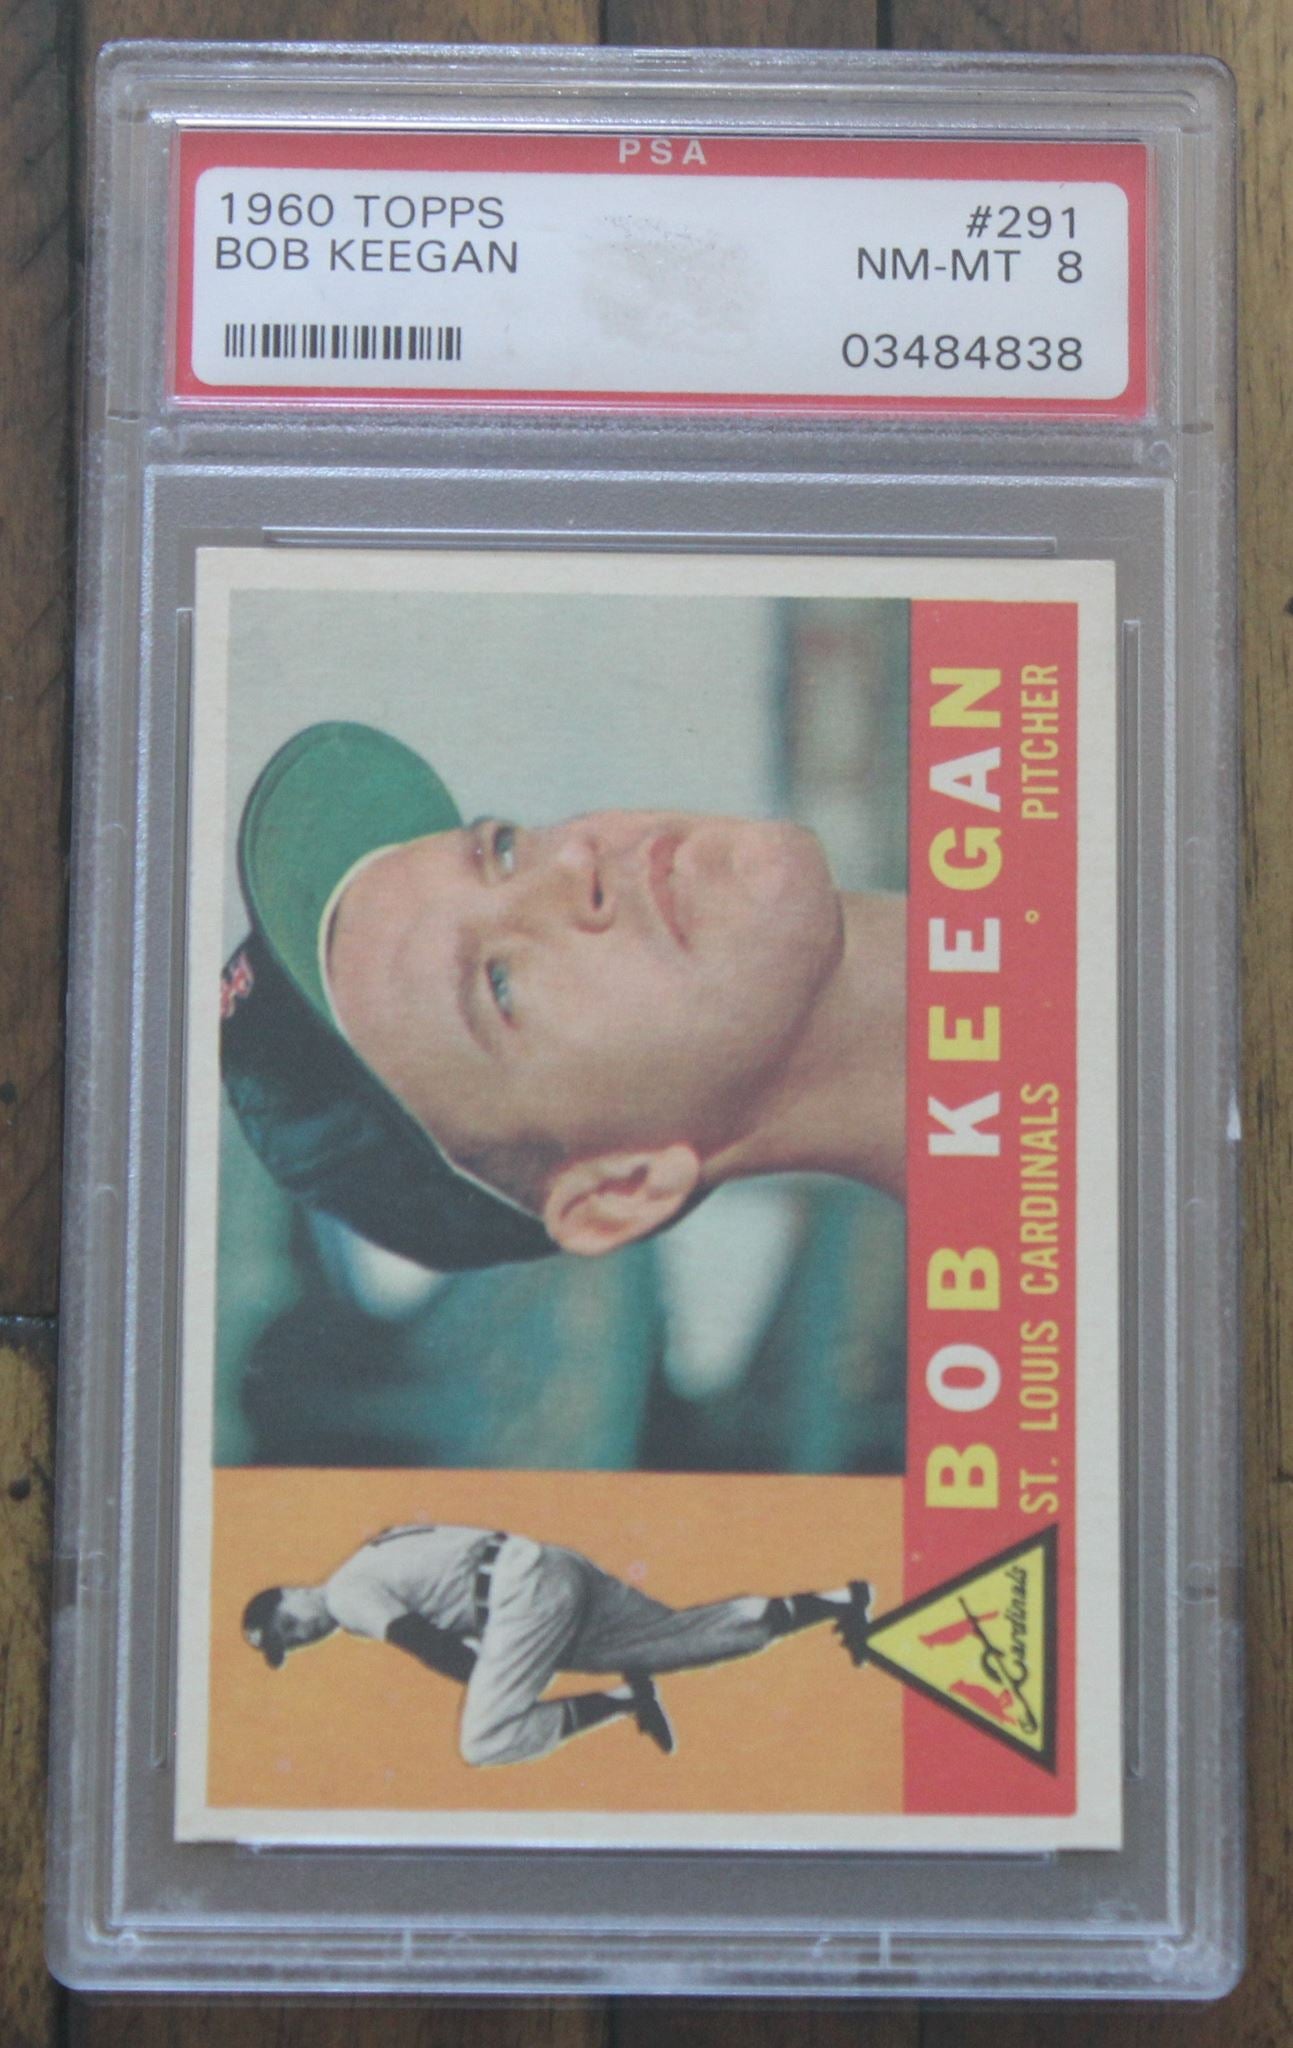 PSA
1960 TOPPS
#291
BOB KEEGAN
NM-MT 8
03484838
BOB KEEGAN
ST. LOUIS CARDINALS ° PITCHER
Cardinals